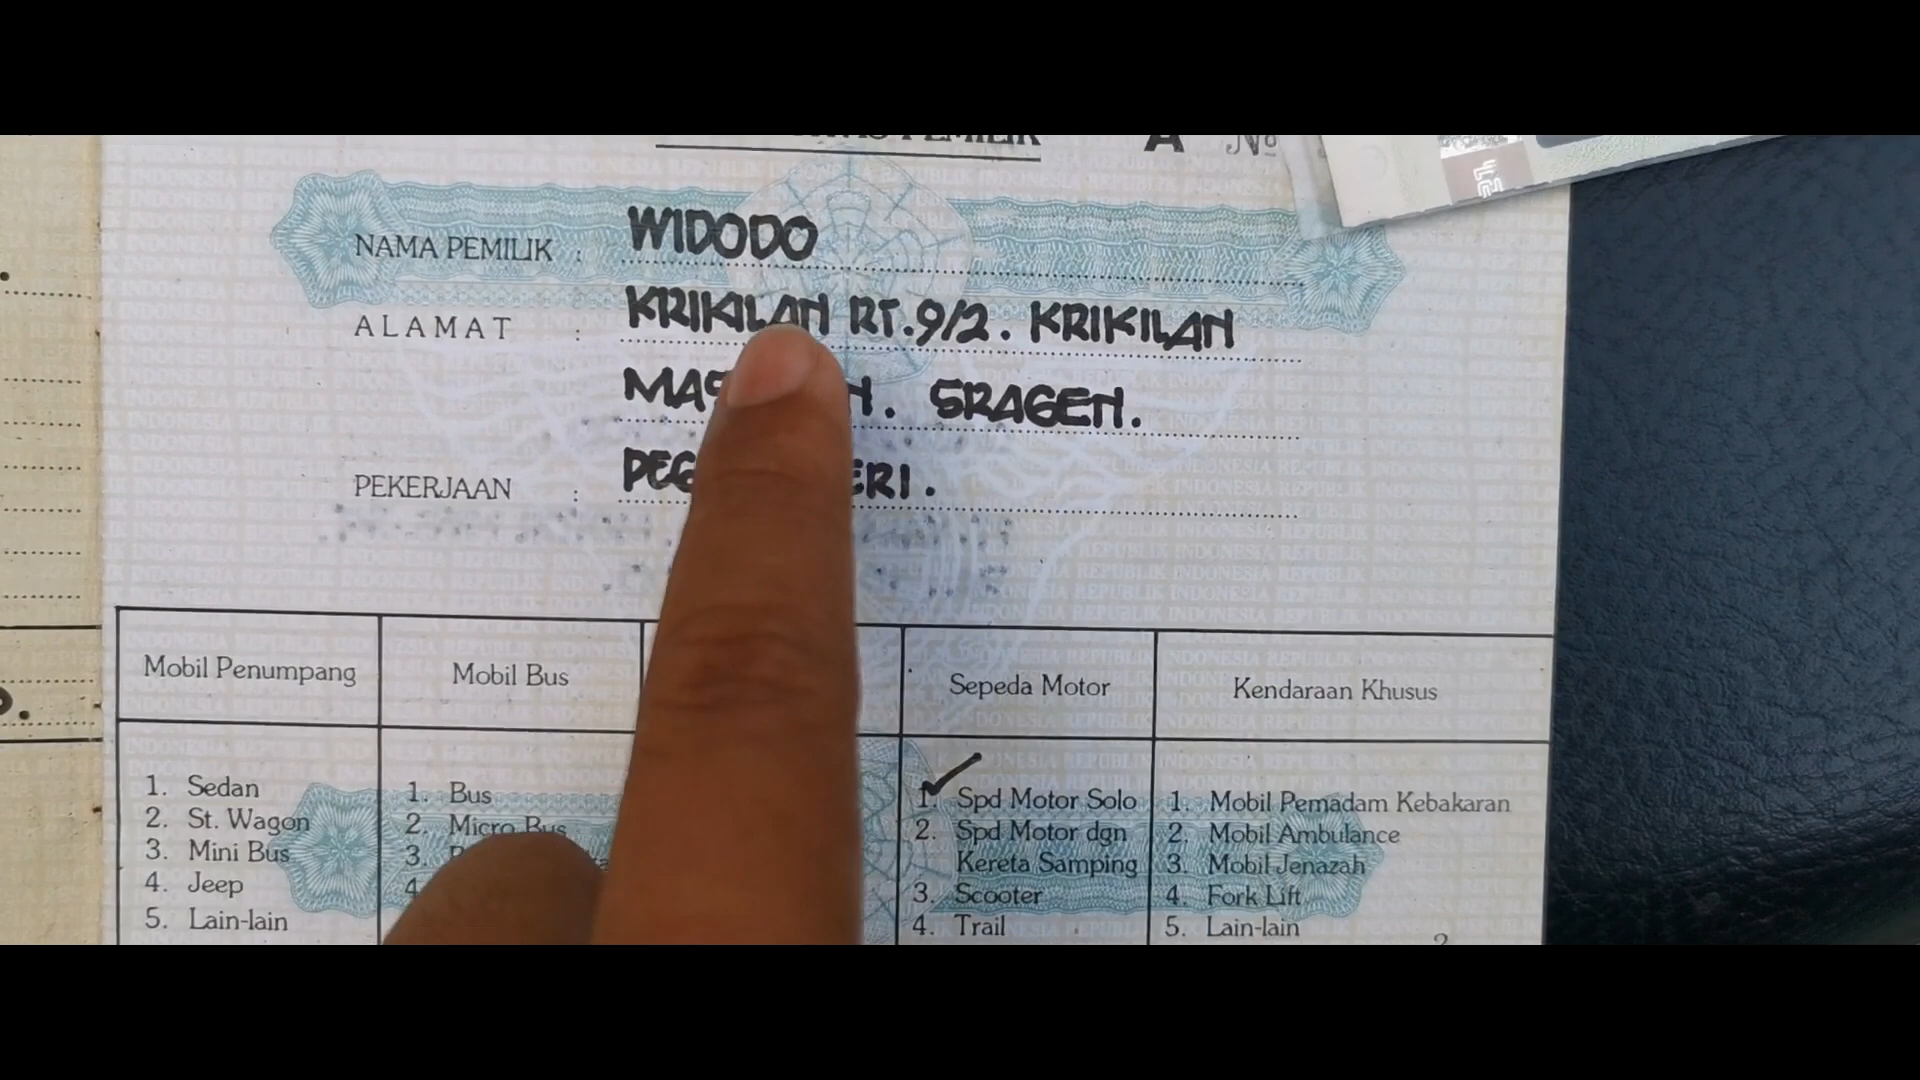 A No
NAMA PEMILIK : WIDODO
ALAMAT : KRIKILAN RT.9/2. KRIKILAN
SRAGEN.
PEKERJAAN :
Mobil Penumpang
1. Sedan
2. St. Wagon
3. Mini Bus
4. Jeep
5. Lain-lain
Mobil Bus
1. Bus
2. Micro Bus
3.
4.
Sepeda Motor
1. Spd Motor Solo
2. Spd Motor dgn
Kereta Samping
3. Scooter
4. Trail
Kendaraan Khusus
1. Mobil Pemadam Kebakaran
2. Mobil Ambulance
3. Mobil Jenazah
4. Fork Lift
5. Lain-lain